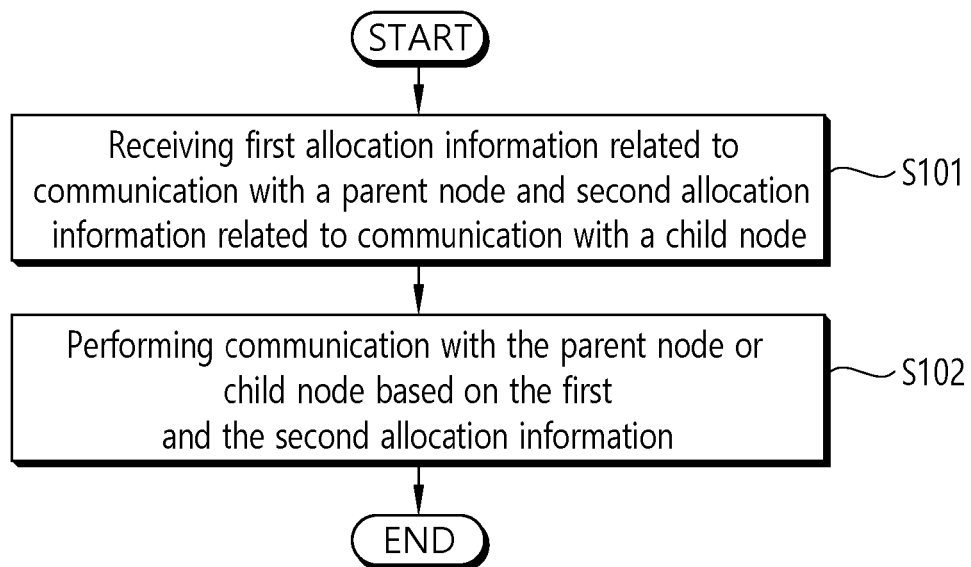 START
Receiving first allocation information related to
communication with a parent node and second allocation
information related to communication with a child node
S101
Performing communication with the parent node or
child node based on the first
and the second allocation information
S102
END